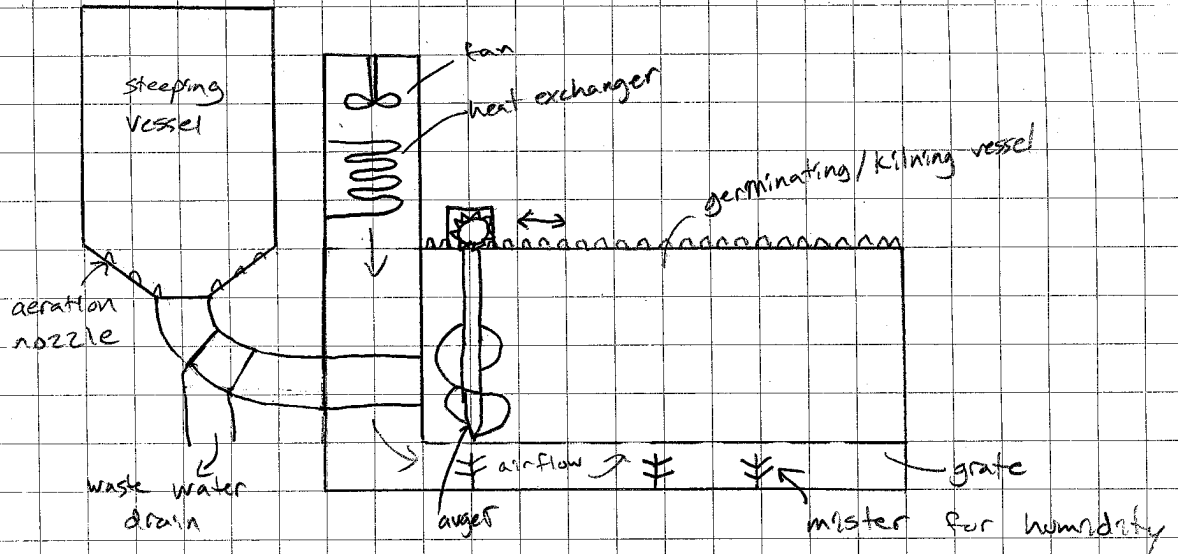 steeping
vessel
fan
heat exchanger
germinating/kilning vessel
aeration
nozzle
waste water
drain
airflow
auger
grate
mister for humidity